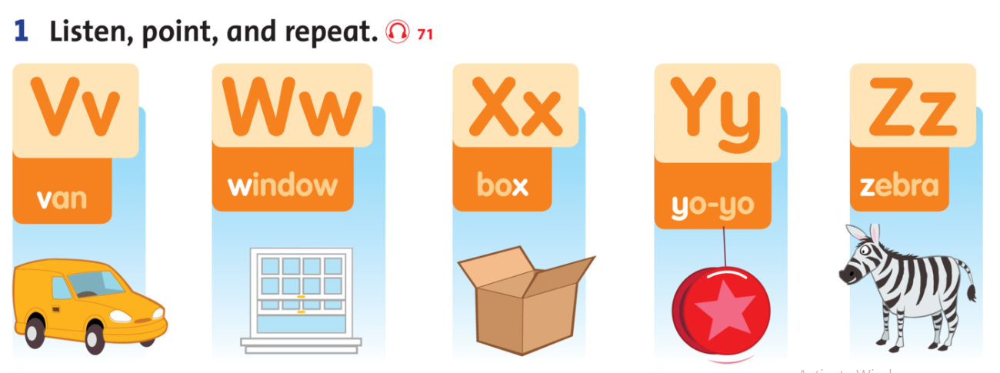 1 Listen, point, and repeat. 71
Vv Ww Xx Yy Zz
van window box yo-yo zebra